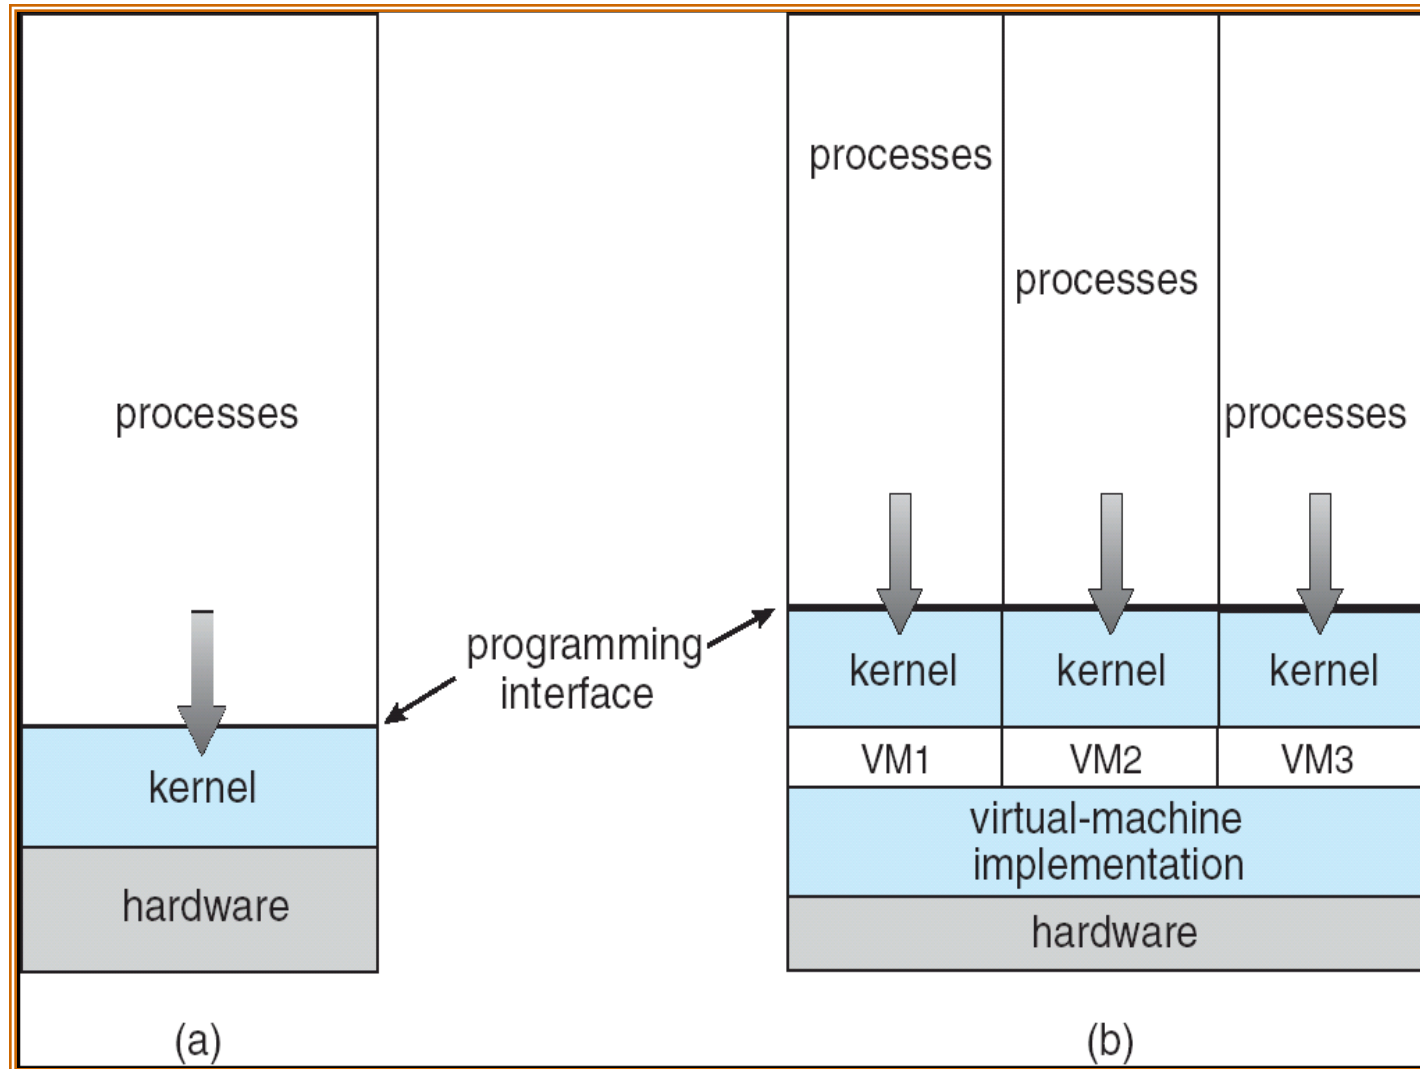 processes
kernel
hardware
(a)
programming
interface
processes
processes
processes
kernel
kernel
kernel
VM1
VM2
VM3
virtual-machine
implementation
hardware
(b)